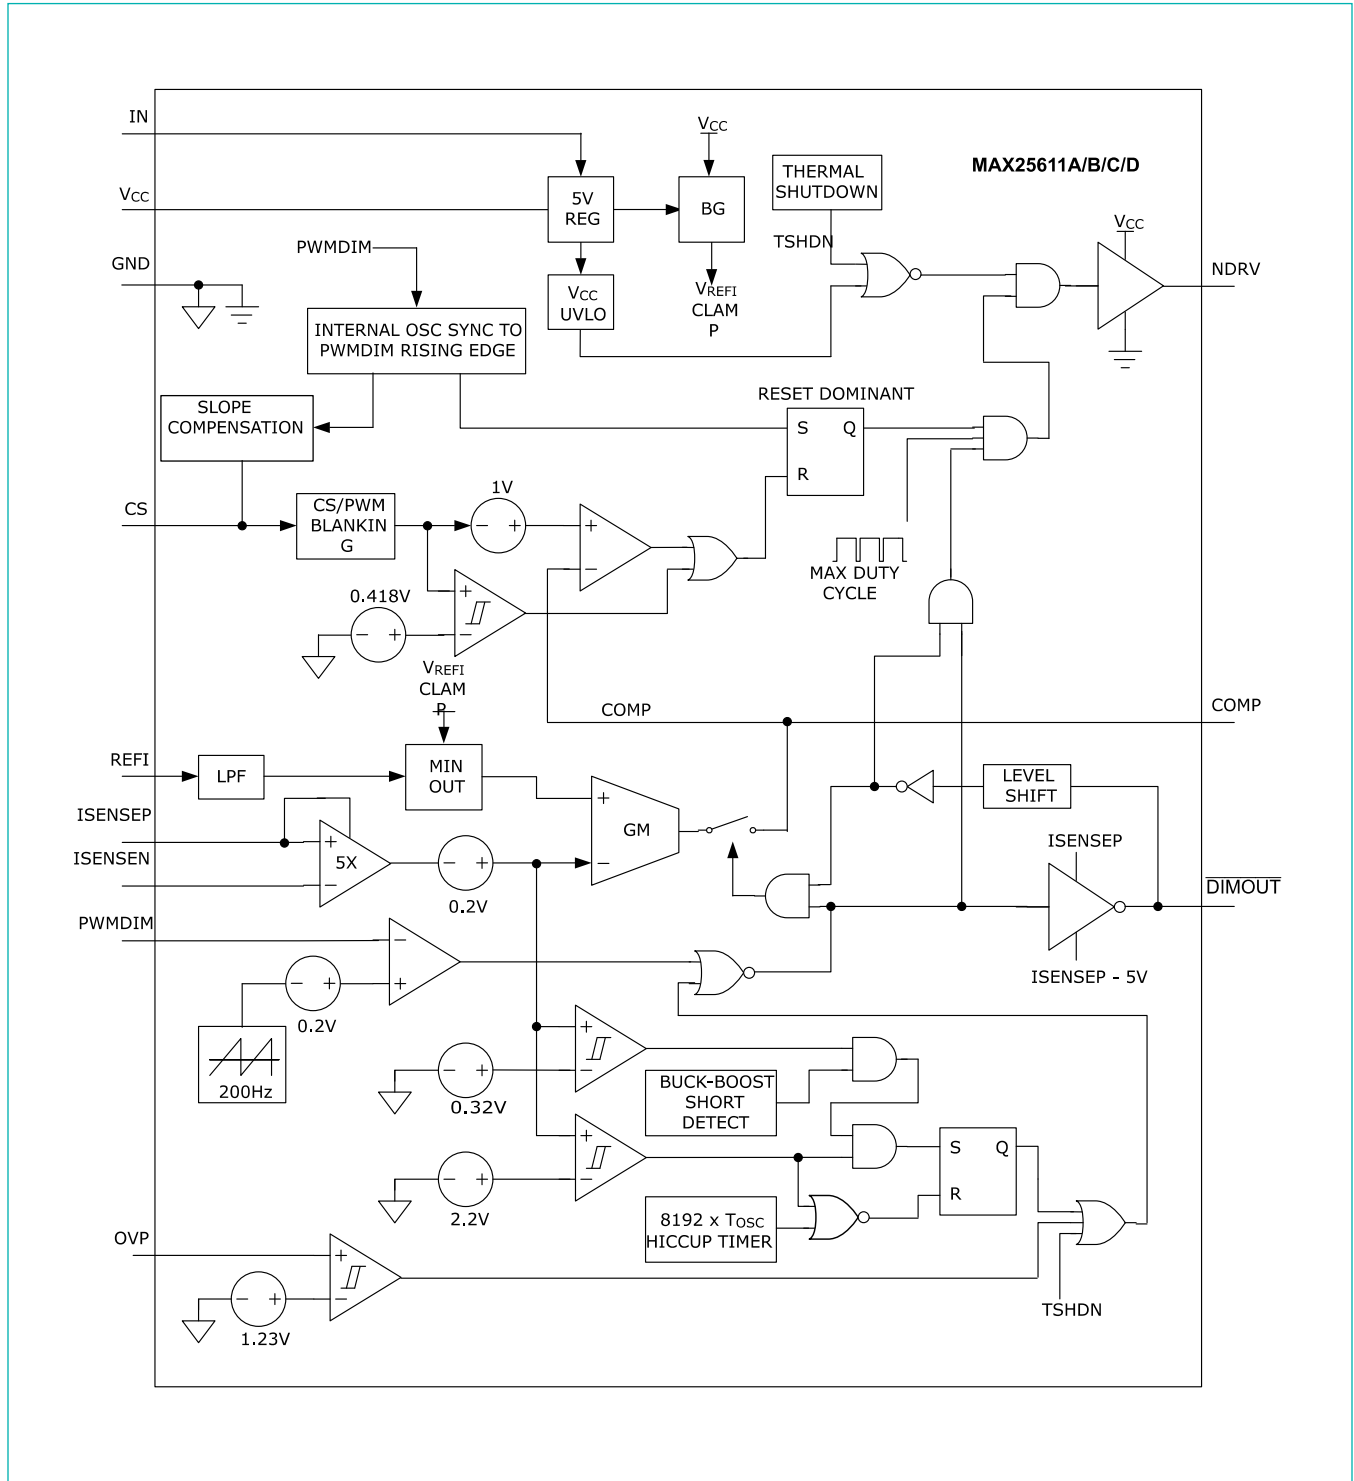 IN
VCC
MAX25611A/B/C/D
THERMAL
SHUTDOWN
VCC
5V
REG
BG
VCC
TSHDN
PWMDIM
GND
NDRV
VCC
UVLO
VREFI
CLAM
P
INTERNAL OSC SYNC TO
PWMDIM RISING EDGE
SLOPE
COMPENSATION
RESET DOMINANT
S Q
R
CS
CS/PWM
BLANKIN
G
1V
- +
+
-
MAX DUTY
CYCLE
0.418V
- +
+
-
VREFI
CLAM
P
COMP
COMP
REFI
LPF
MIN
OUT
+
GM
-
LEVEL
SHIFT
ISENSEP
ISENSEN
+
5X
-
- +
0.2V
ISENSEP
DIMOUT
ISENSEP - 5V
PWMDIM
-
+
- +
0.2V
200Hz
+
-
- +
0.32V
BUCK-BOOST
SHORT
DETECT
+
-
- +
2.2V
S Q
R
8192 x TOSC
HICCUP TIMER
OVP
+
-
- +
1.23V
TSHDN